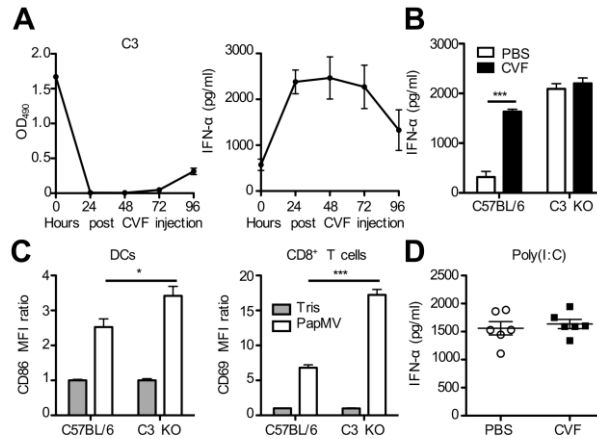 A
C3
2.0
1.5
1.0
0.5
0
OD490
0 24 48 72 96
Hours post CVF injection
3000
2000
1000
0
IFN-α (pg/ml)
0 24 48 72 96
Hours post CVF injection
B
PBS
CVF
3000
2000
1000
0
IFN-α (pg/ml)
***
C57BL/6 C3 KO
C
DCs
4
3
2
1
0
CD86 MFI ratio
*
C57BL/6 C3 KO
CD8+ T cells
20
15
10
5
0
CD69 MFI ratio
***
Tris
PapMV
C57BL/6 C3 KO
D
Poly(I:C)
2500
2000
1500
1000
500
0
IFN-α (pg/ml)
PBS CVF